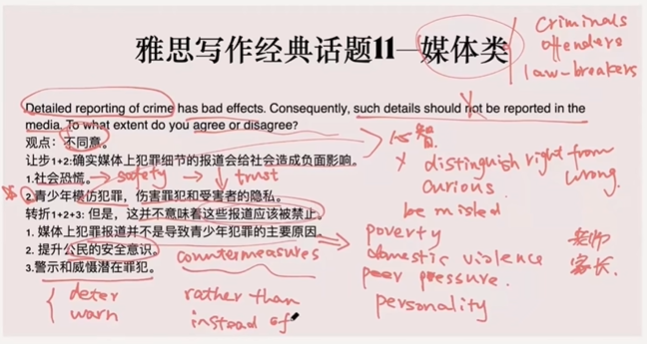 雅思写作经典话题11—媒体类
Criminals
offenders
law-breakers
Detailed reporting of crime has bad effects. Consequently, such details should not be reported in the
media. To what extent do you agree or disagree?
观点：不同意。
让步1+2:确实媒体上犯罪细节的报道会给社会造成负面影响。
1.社会恐慌。 → safety → trust
2.青少年模仿犯罪，伤害罪犯和受害者的隐私。
心智
x distinguish right from
wrong.
curious
be misled
转折1+2+3: 但是，这并不意味着这些报道应该被禁止。
1. 媒体上犯罪报道并不是导致青少年犯罪的主要原因。
poverty
domestic violence
peer pressure.
personality
老师
家长.
2. 提升公民的安全意识。 countermeasures
3.警示和威慑潜在罪犯。
deter
warn
rather than
instead of